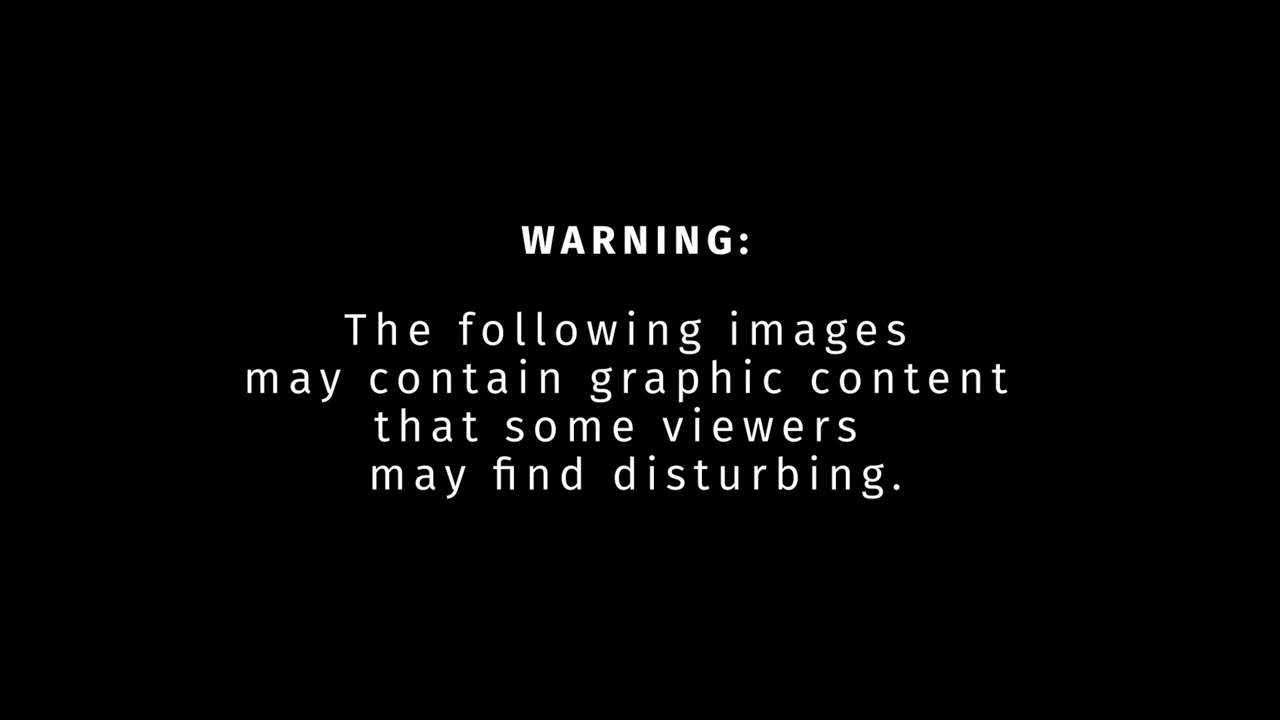 WARNING:
The following images
may contain graphic content
that some viewers
may find disturbing.